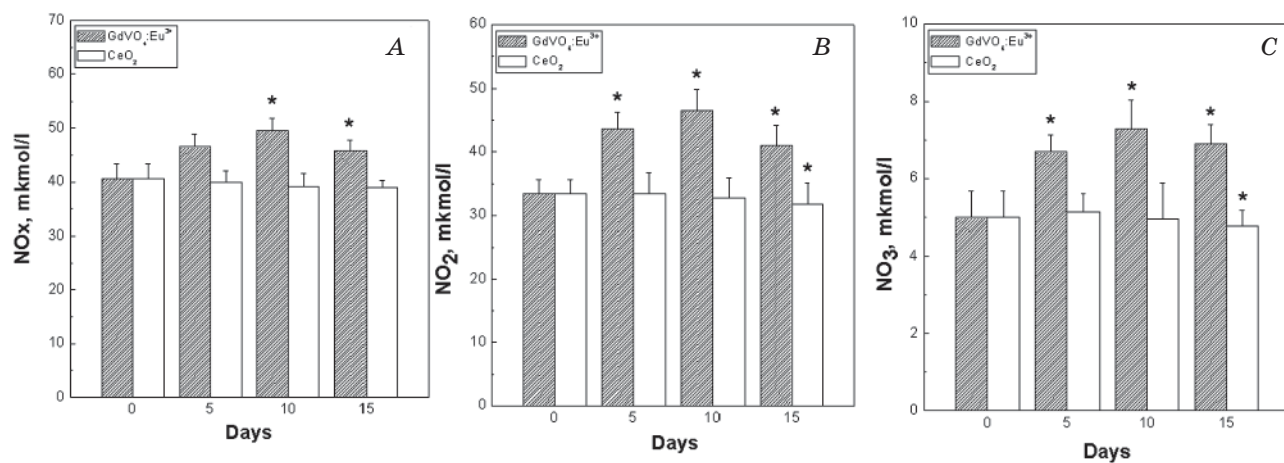 A
GdVO₄:Eu³⁺
CeO₂
70
60
50
40
30
20
10
0
NOx, mkmol/l
* *
0 5 10 15
Days
B
GdVO₄:Eu³⁺
CeO₂
60
50
40
30
20
10
0
NO₂, mkmol/l
* * * *
0 5 10 15
Days
C
GdVO₄:Eu³⁺
CeO₂
10
8
6
4
2
0
NO₃, mkmol/l
* * * *
0 5 10 15
Days